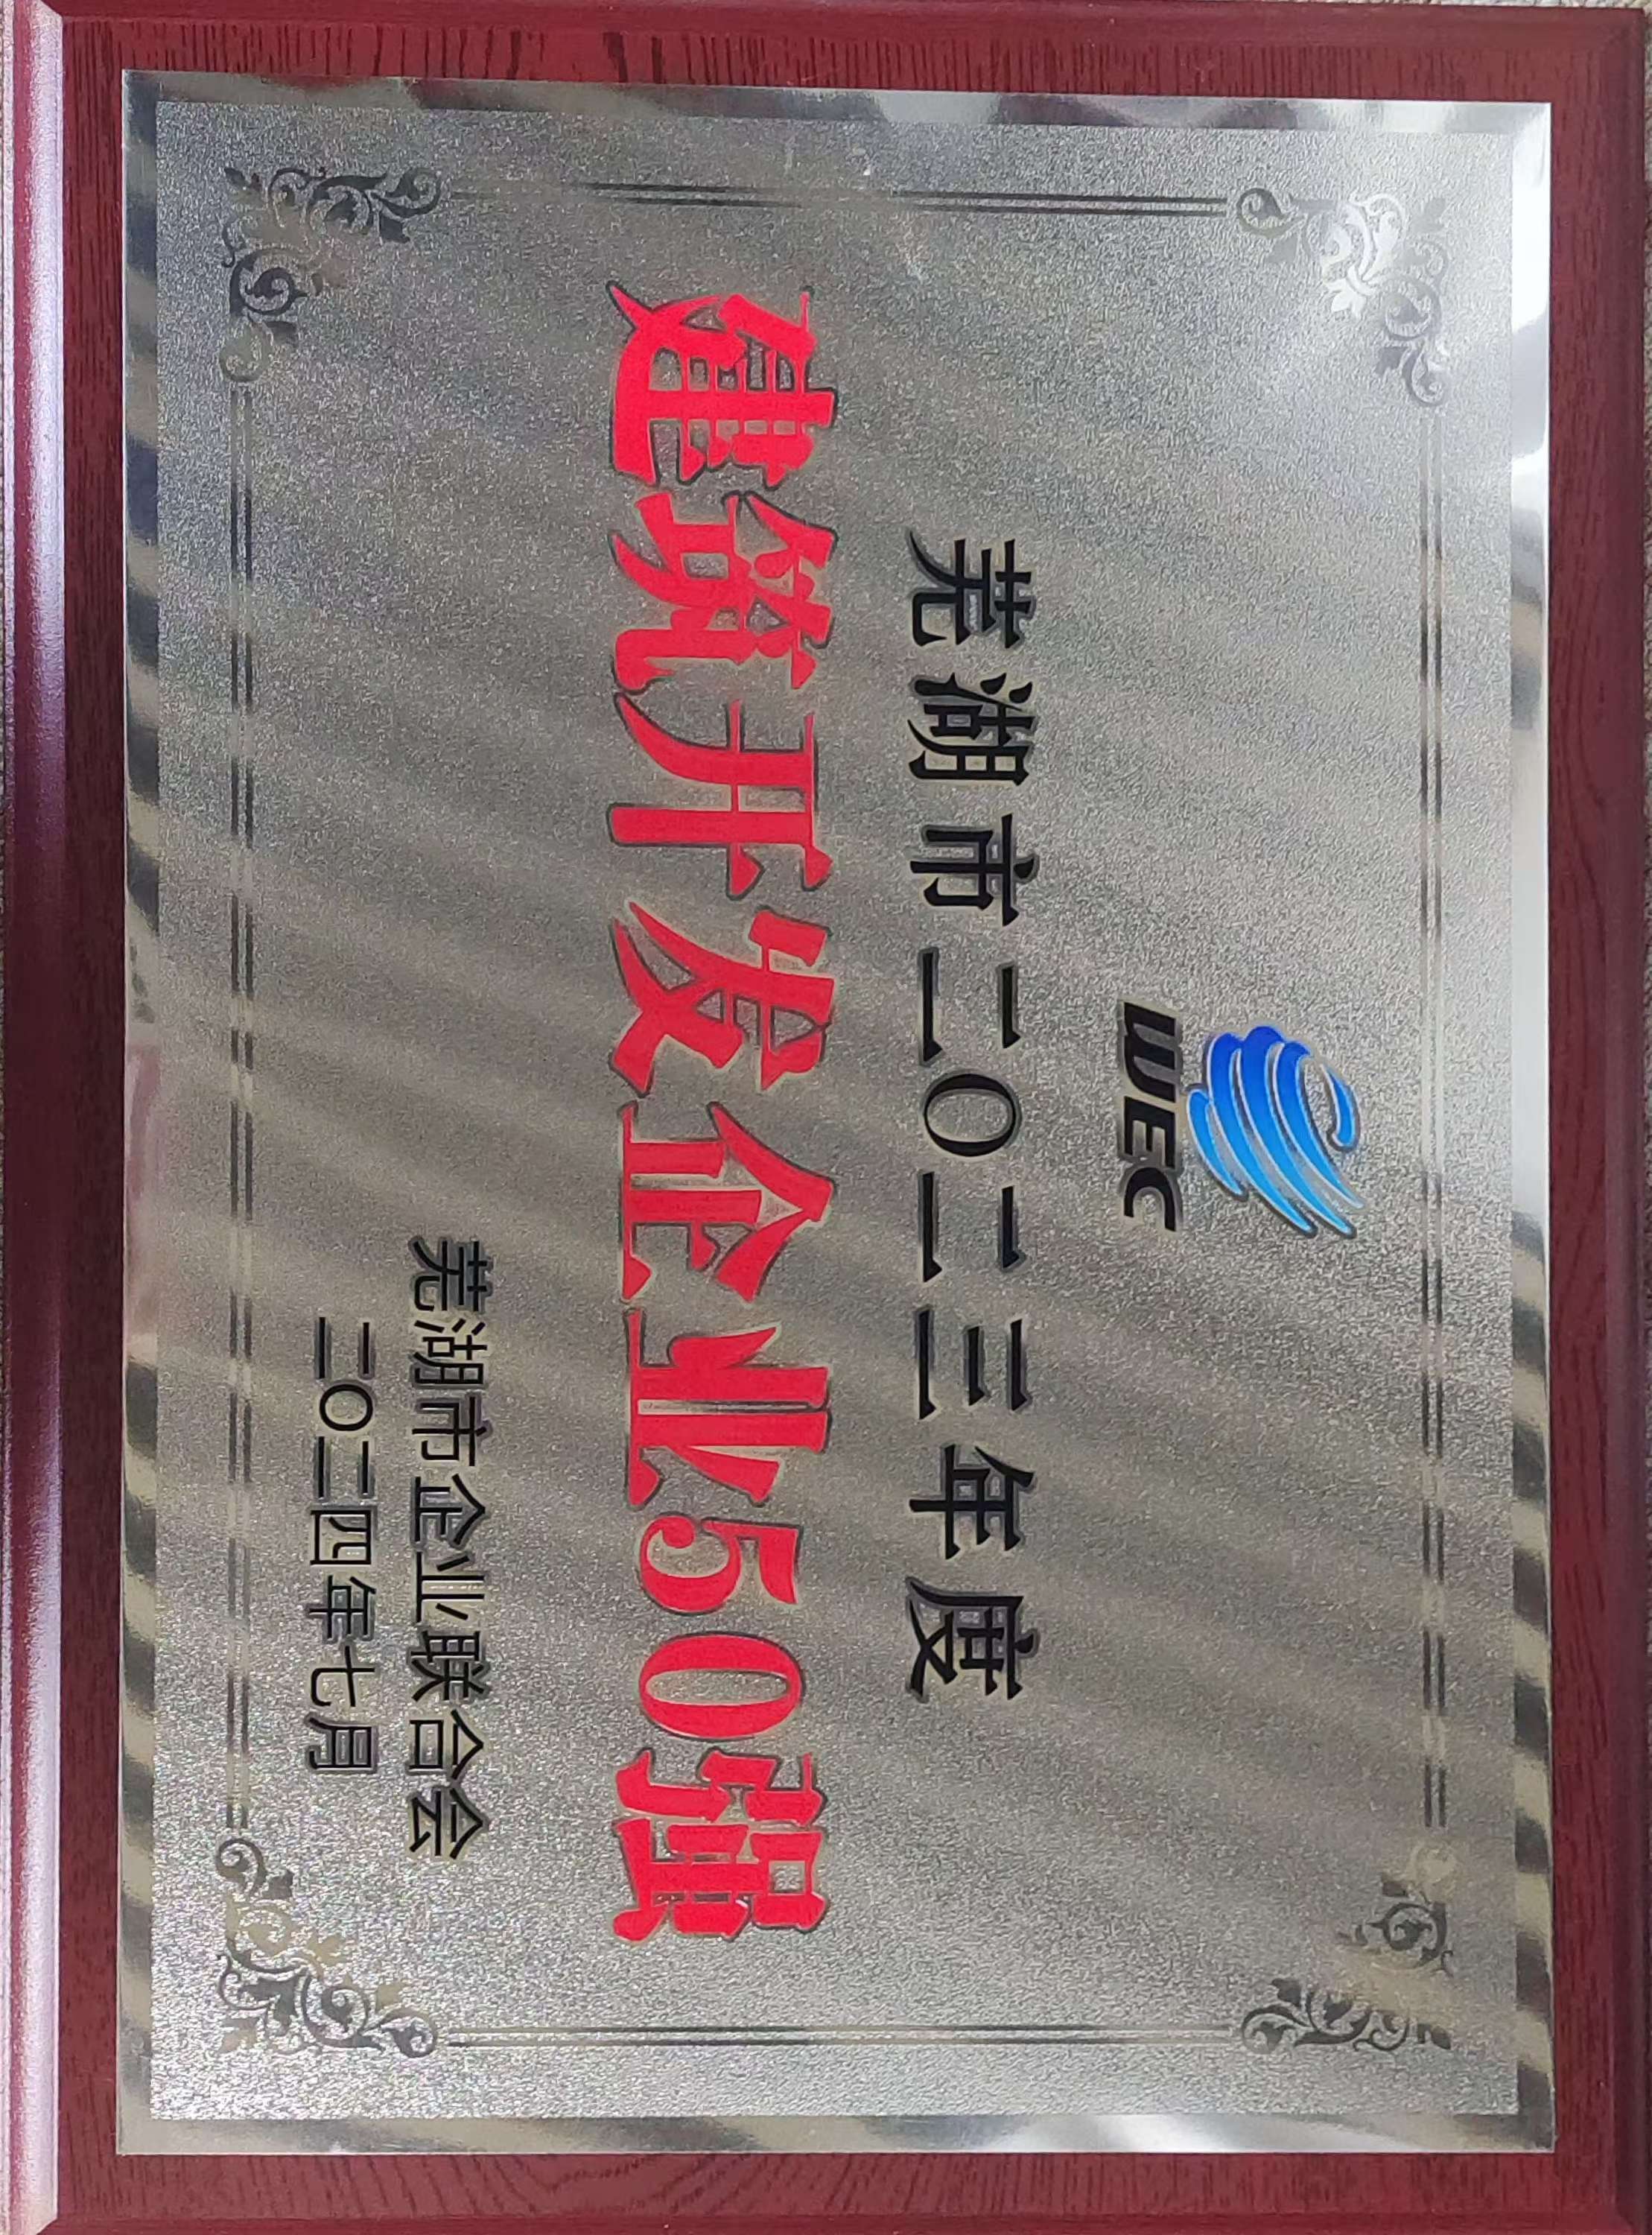 WEC
芜湖市二〇二三年度
建筑开发企业50强
芜湖市企业联合会
二〇二四年七月